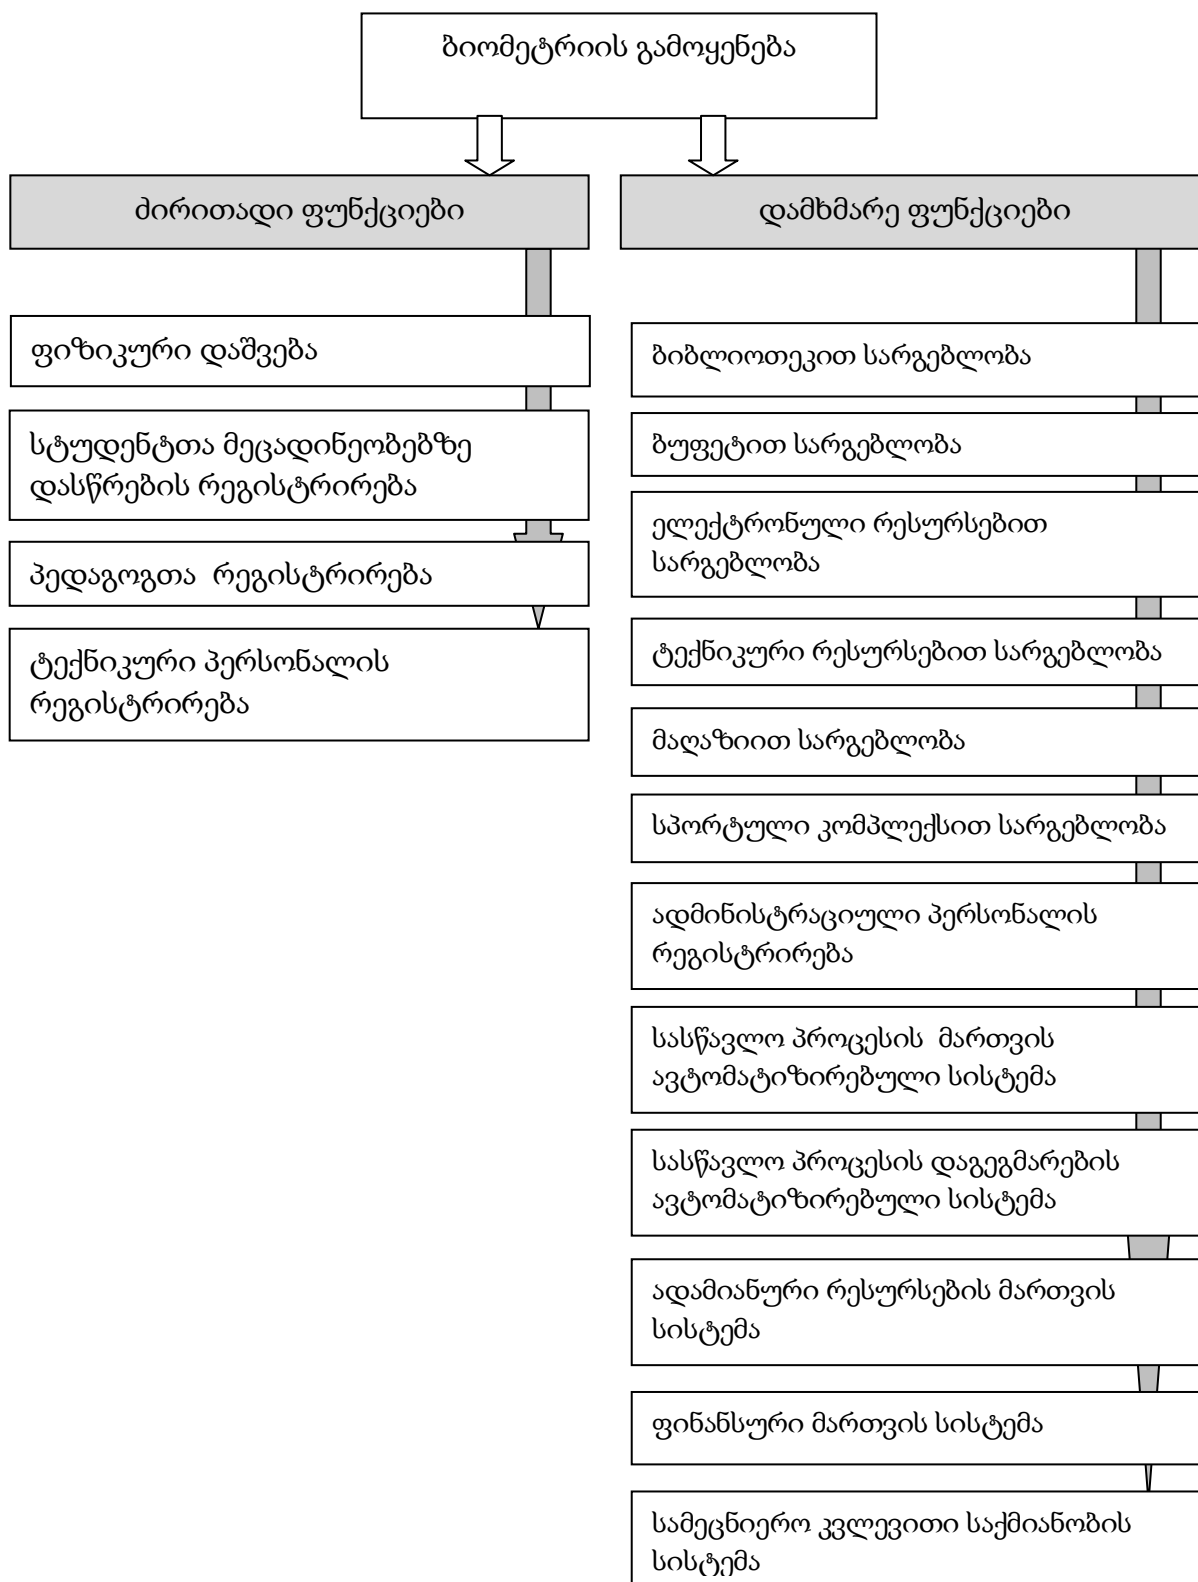 ბიომეტრიის გამოყენება
ძირითადი ფუნქციები
ფიზიკური დაშვება
სტუდენტთა მეცადინეობებზე
დასწრების რეგისტრირება
პედაგოგთა რეგისტრირება
ტექნიკური პერსონალის
რეგისტრირება
დამხმარე ფუნქციები
ბიბლიოთეკით სარგებლობა
ბუფეტით სარგებლობა
ელექტრონული რესურსებით
სარგებლობა
ტექნიკური რესურსებით სარგებლობა
მაღაზიით სარგებლობა
სპორტული კომპლექსით სარგებლობა
ადმინისტრაციული პერსონალის
რეგისტრირება
სასწავლო პროცესის მართვის
ავტომატიზირებული სისტემა
სასწავლო პროცესის დაგეგმარების
ავტომატიზირებული სისტემა
ადამიანური რესურსების მართვის
სისტემა
ფინანსური მართვის სისტემა
სამეცნიერო კვლევითი საქმიანობის
სისტემა